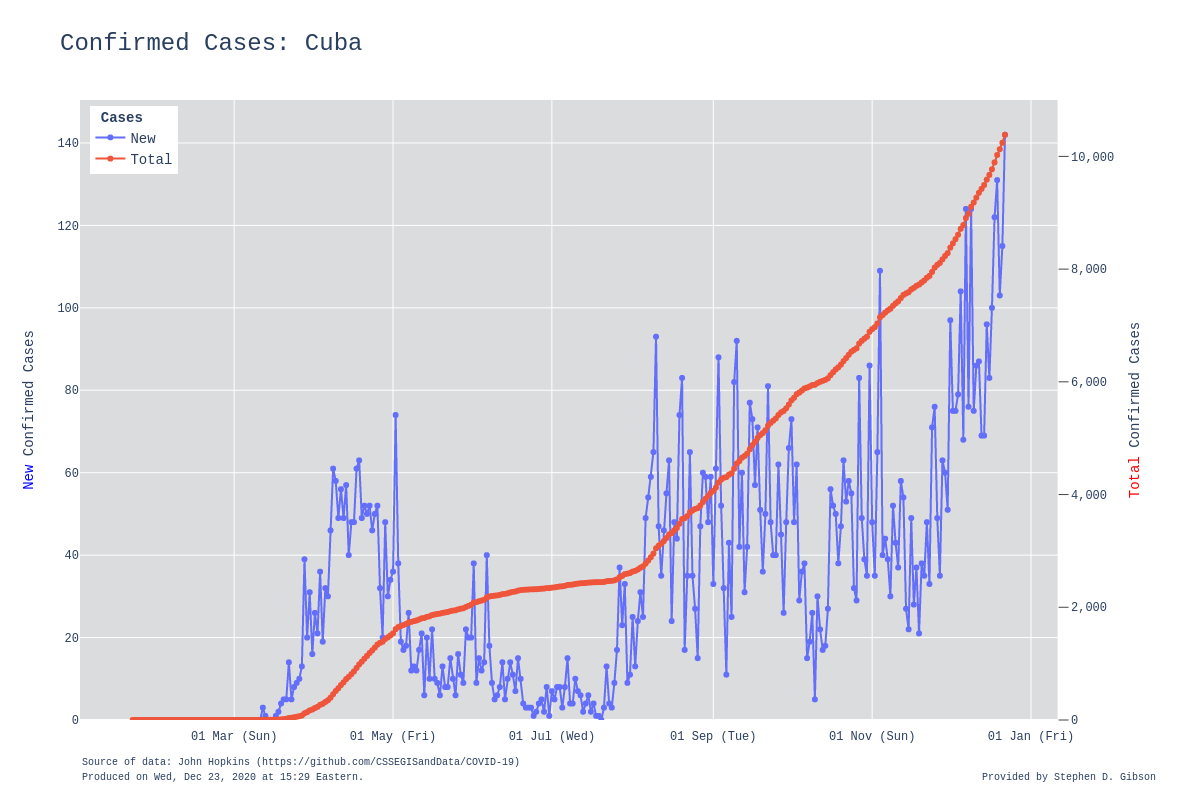 Confirmed Cases: Cuba
Cases
New
Total
140
120
100
80
60
40
20
0
10,000
8,000
6,000
4,000
2,000
0
New Confirmed Cases
Total Confirmed Cases
01 Mar (Sun) 01 May (Fri) 01 Jul (Wed) 01 Sep (Tue) 01 Nov (Sun) 01 Jan (Fri)
Source of data: John Hopkins (https://github.com/CSSEGISandData/COVID-19)
Produced on Wed, Dec 23, 2020 at 15:29 Eastern.
Provided by Stephen D. Gibson